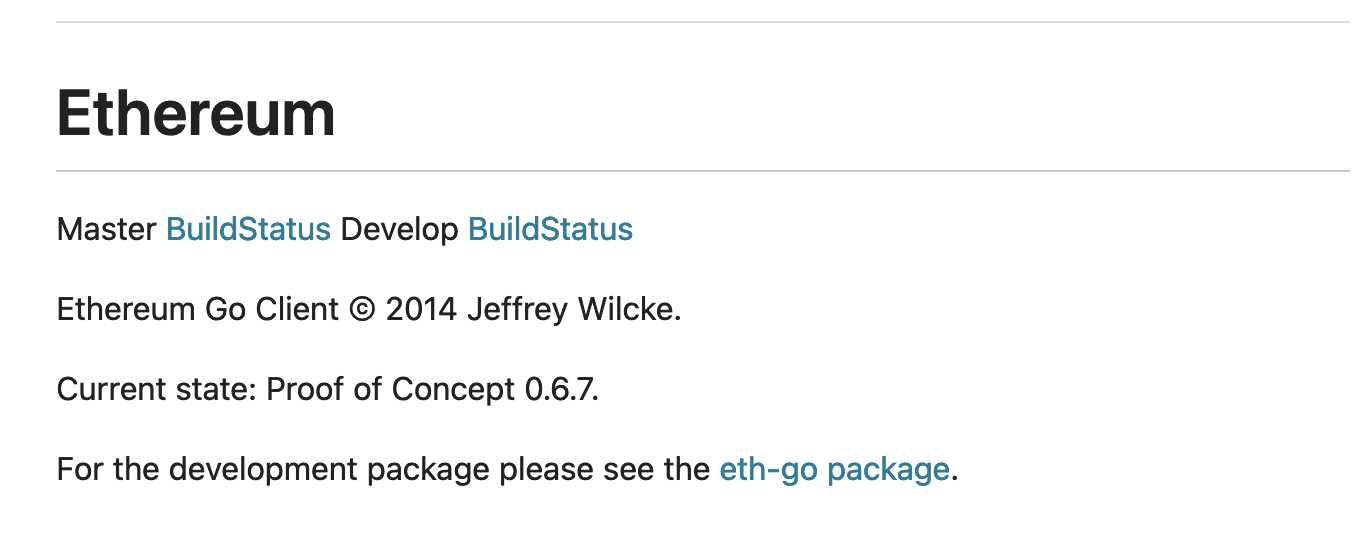 Ethereum
Master BuildStatus Develop BuildStatus
Ethereum Go Client © 2014 Jeffrey Wilcke.
Current state: Proof of Concept 0.6.7.
For the development package please see the eth-go package.